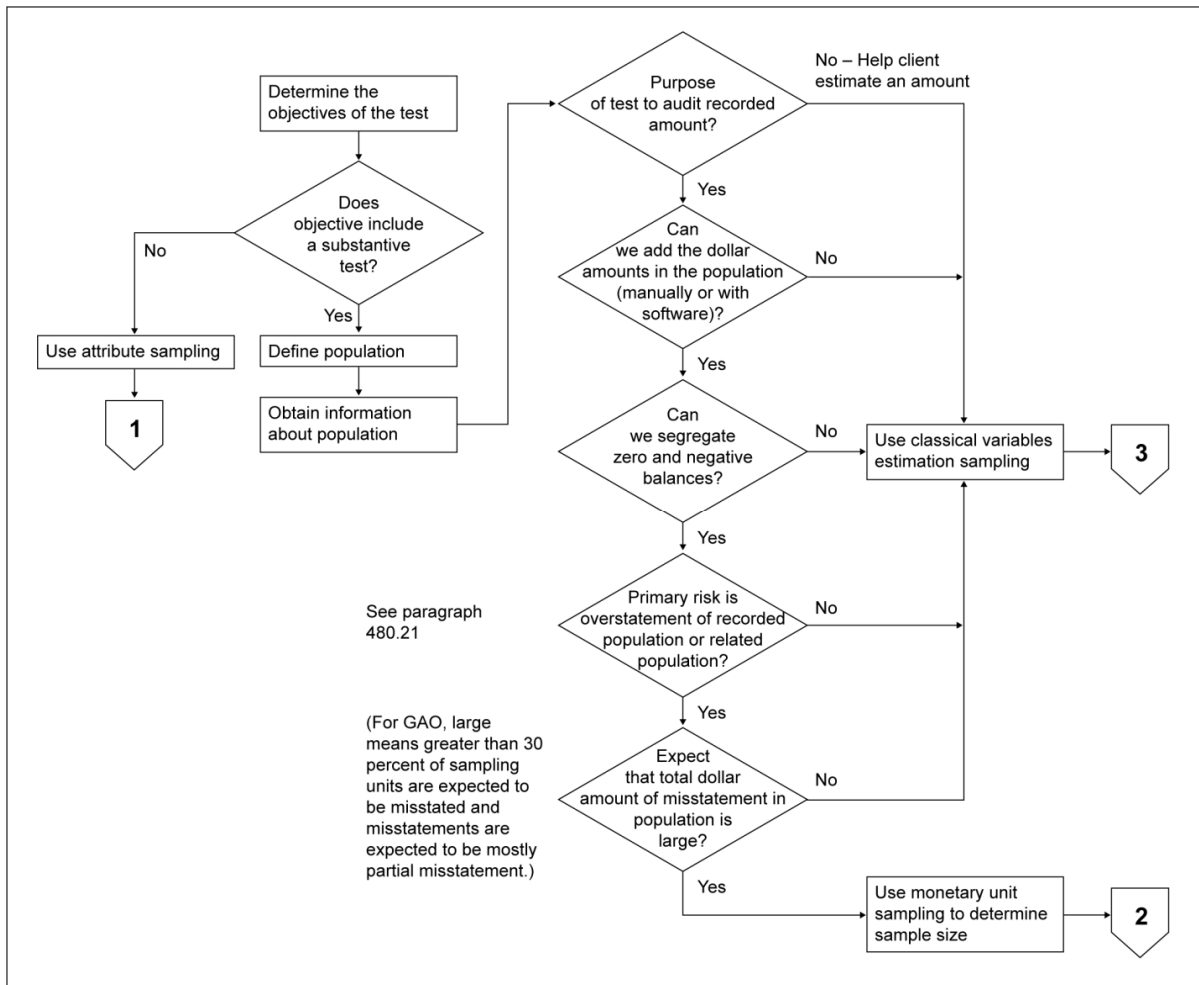 Determine the
objectives of the test
Does
objective include
a substantive
test?
No
Yes
Use attribute sampling
1
Define population
Obtain information
about population
Purpose
of test to audit recorded
amount?
No – Help client
estimate an amount
Yes
Can
we add the dollar
amounts in the population
(manually or with
software)?
No
Yes
Can
we segregate
zero and negative
balances?
No
Use classical variables
estimation sampling
3
Yes
See paragraph
480.21
Primary risk is
overstatement of recorded
population or related
population?
No
Yes
(For GAO, large
means greater than 30
percent of sampling
units are expected to
be misstated and
misstatements are
expected to be mostly
partial misstatement.)
Expect
that total dollar
amount of misstatement in
population is
large?
No
Yes
Use monetary unit
sampling to determine
sample size
2